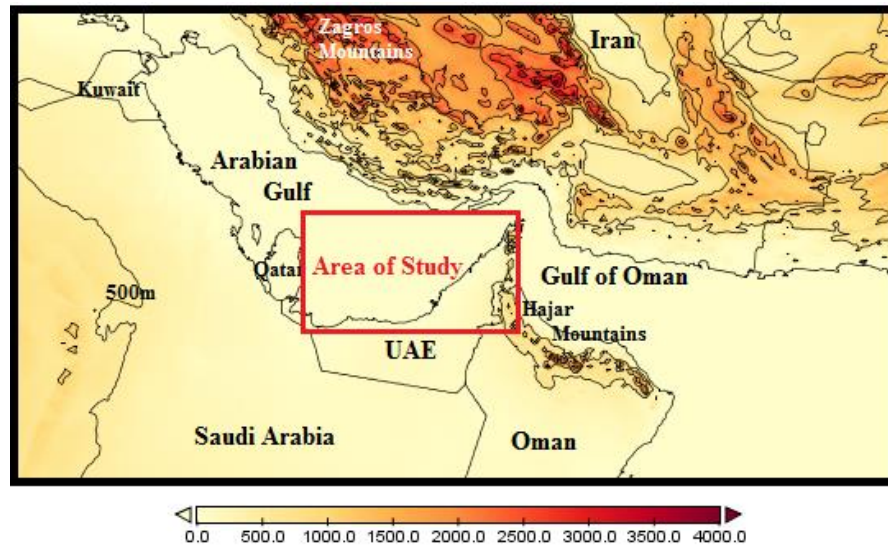 Zagros
Mountains
Iran
Kuwait
Arabian
Gulf
Qatar
Area of Study
Gulf of Oman
500m
Hajar
Mountains
UAE
Saudi Arabia
Oman
0.0 500.0 1000.0 1500.0 2000.0 2500.0 3000.0 3500.0 4000.0